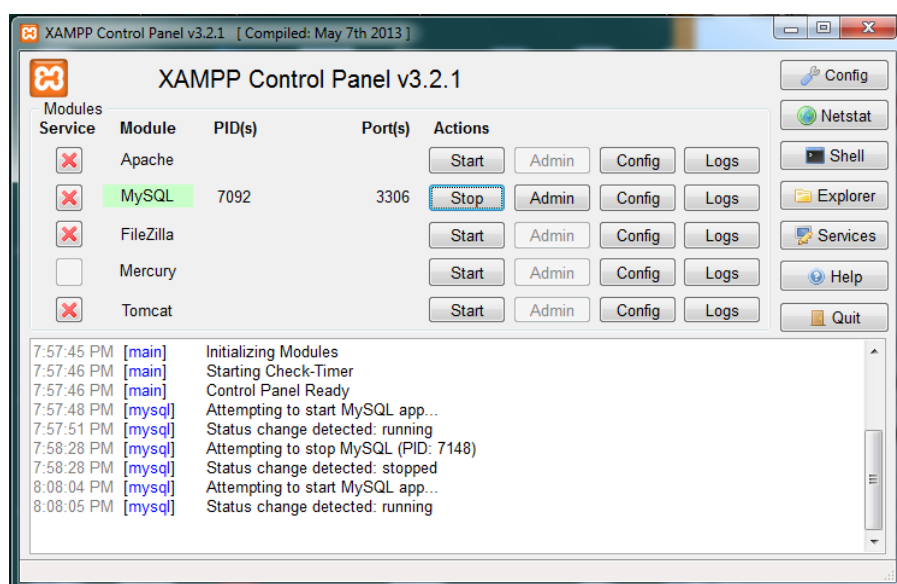 XAMPP Control Panel v3.2.1 [ Compiled: May 7th 2013 ]
XAMPP Control Panel v3.2.1
Config
Modules
Service Module PID(s) Port(s) Actions
Netstat
Apache Start Admin Config Logs
Shell
MySQL 7092 3306 Stop Admin Config Logs
Explorer
FileZilla Start Admin Config Logs
Services
Mercury Start Admin Config Logs
Help
Tomcat Start Admin Config Logs
Quit
7:57:45 PM [main] Initializing Modules
7:57:46 PM [main] Starting Check-Timer
7:57:46 PM [main] Control Panel Ready
7:57:48 PM [mysql] Attempting to start MySQL app...
7:57:51 PM [mysql] Status change detected: running
7:58:28 PM [mysql] Attempting to stop MySQL (PID: 7148)
7:58:28 PM [mysql] Status change detected: stopped
8:08:04 PM [mysql] Attempting to start MySQL app...
8:08:05 PM [mysql] Status change detected: running